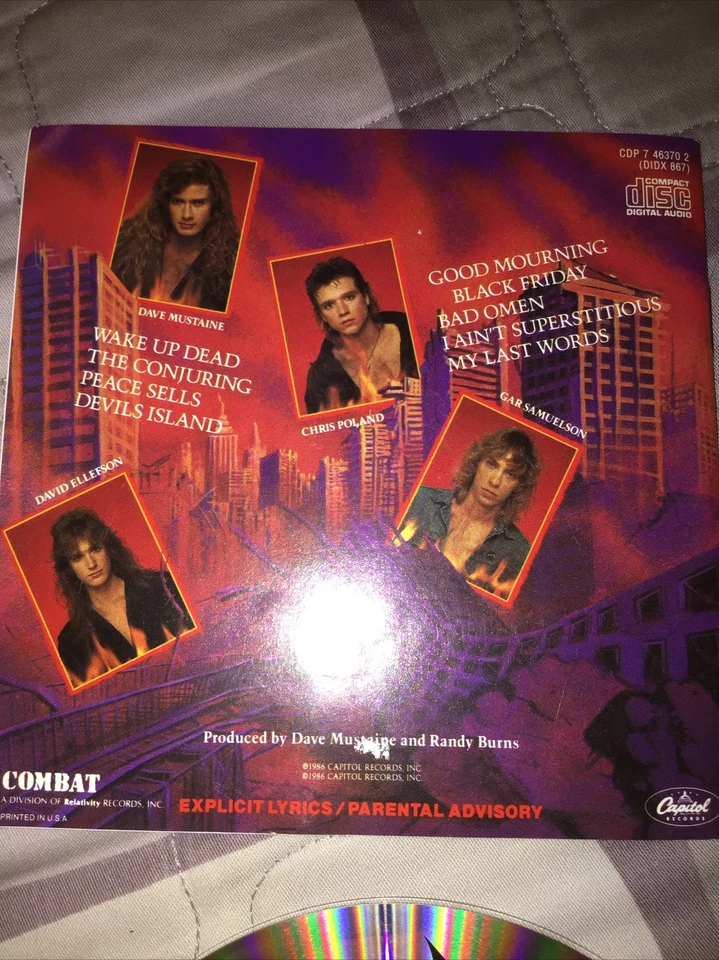 CDP 7 46370 2
(DIDX 867)
COMPACT
disc
DIGITAL AUDIO
DAVE MUSTAINE
WAKE UP DEAD
THE CONJURING
PEACE SELLS
DEVILS ISLAND
CHRIS POLAND
GOOD MOURNING
BLACK FRIDAY
BAD OMEN
I AIN'T SUPERSTITIOUS
MY LAST WORDS
GAR SAMUELSON
DAVID ELLEFSON
Produced by Dave Mustaine and Randy Burns
℗1986 CAPITOL RECORDS, INC.
©1986 CAPITOL RECORDS, INC.
COMBAT
A DIVISION OF Relativity RECORDS, INC.
PRINTED IN U.S.A
EXPLICIT LYRICS/PARENTAL ADVISORY
Capitol
RECORDS